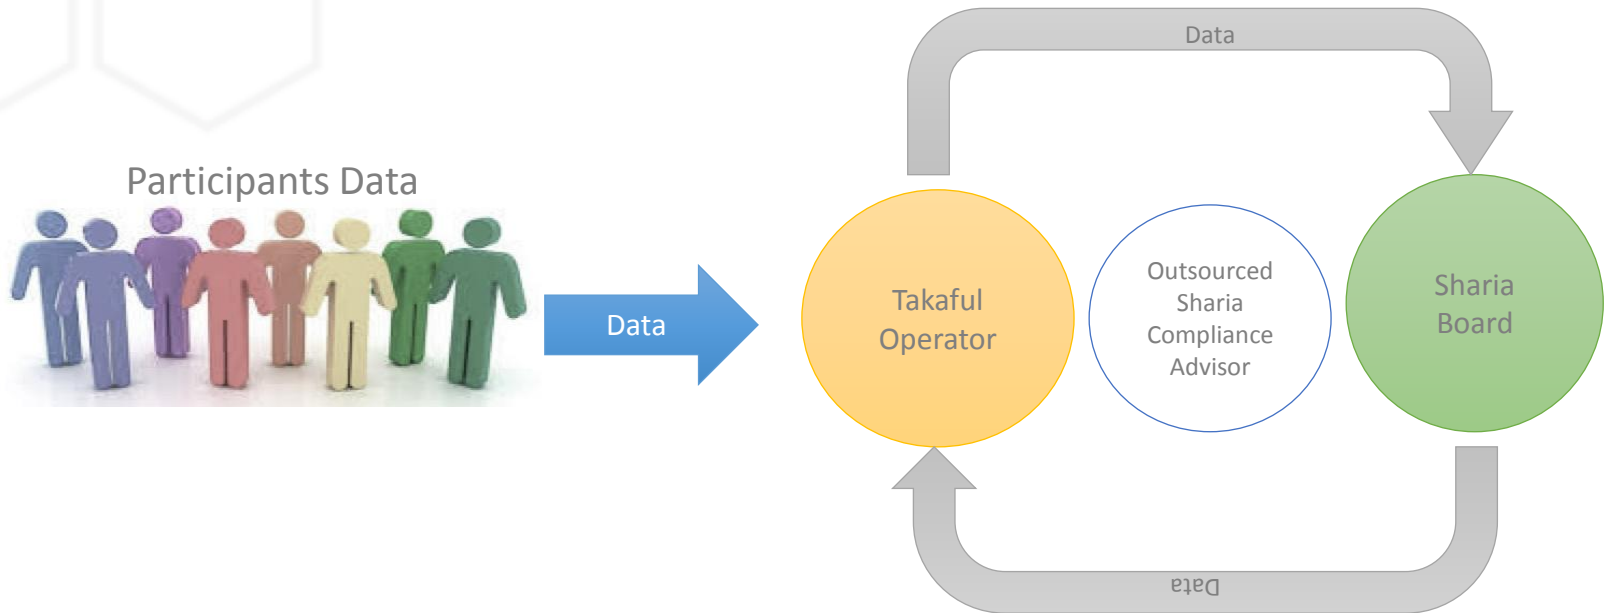 Data
Participants Data
Data
Takaful
Operator
Outsourced
Sharia
Compliance
Advisor
Sharia
Board
Data